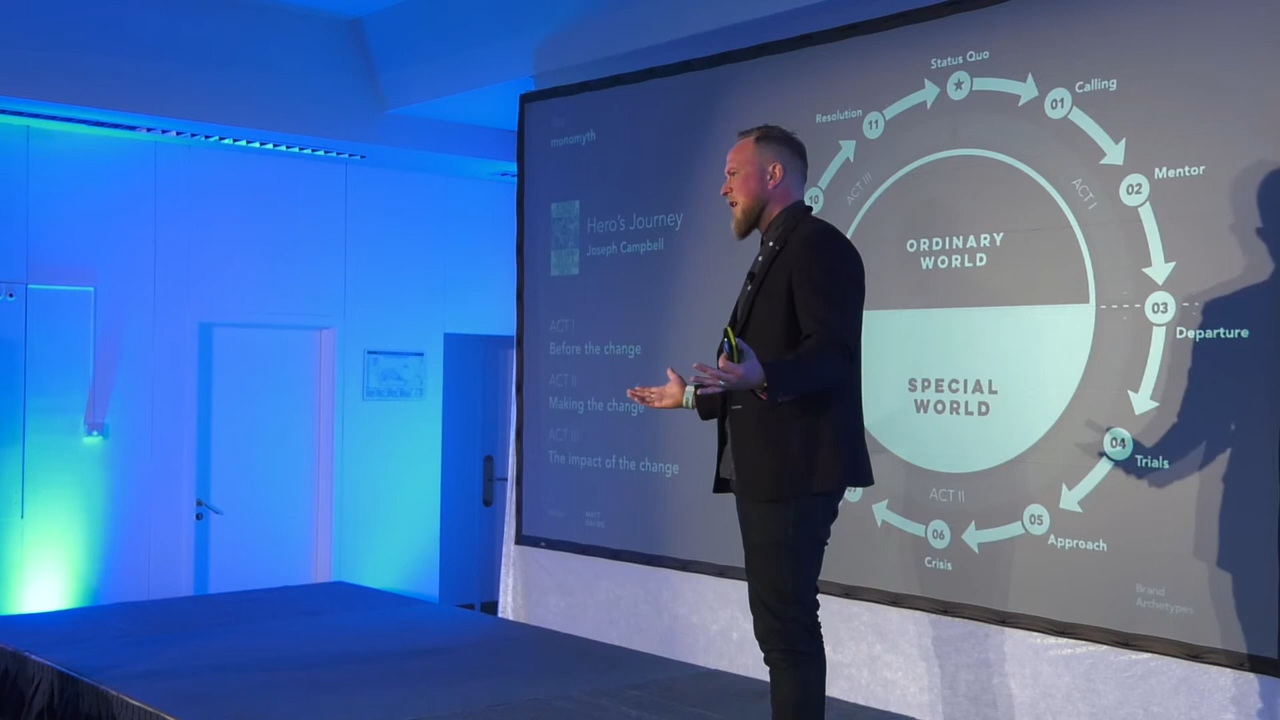 monomyth
Hero's Journey
Joseph Campbell
ACT I
Before the change
ACT II
Making the change
ACT III
The impact of the change
Status Quo
01
Calling
02
Mentor
03
Departure
04
Trials
05
Approach
06
Crisis
07
10
11
Resolution
ACT I
ACT II
ACT III
ORDINARY
WORLD
SPECIAL
WORLD
Brand
Archetypes